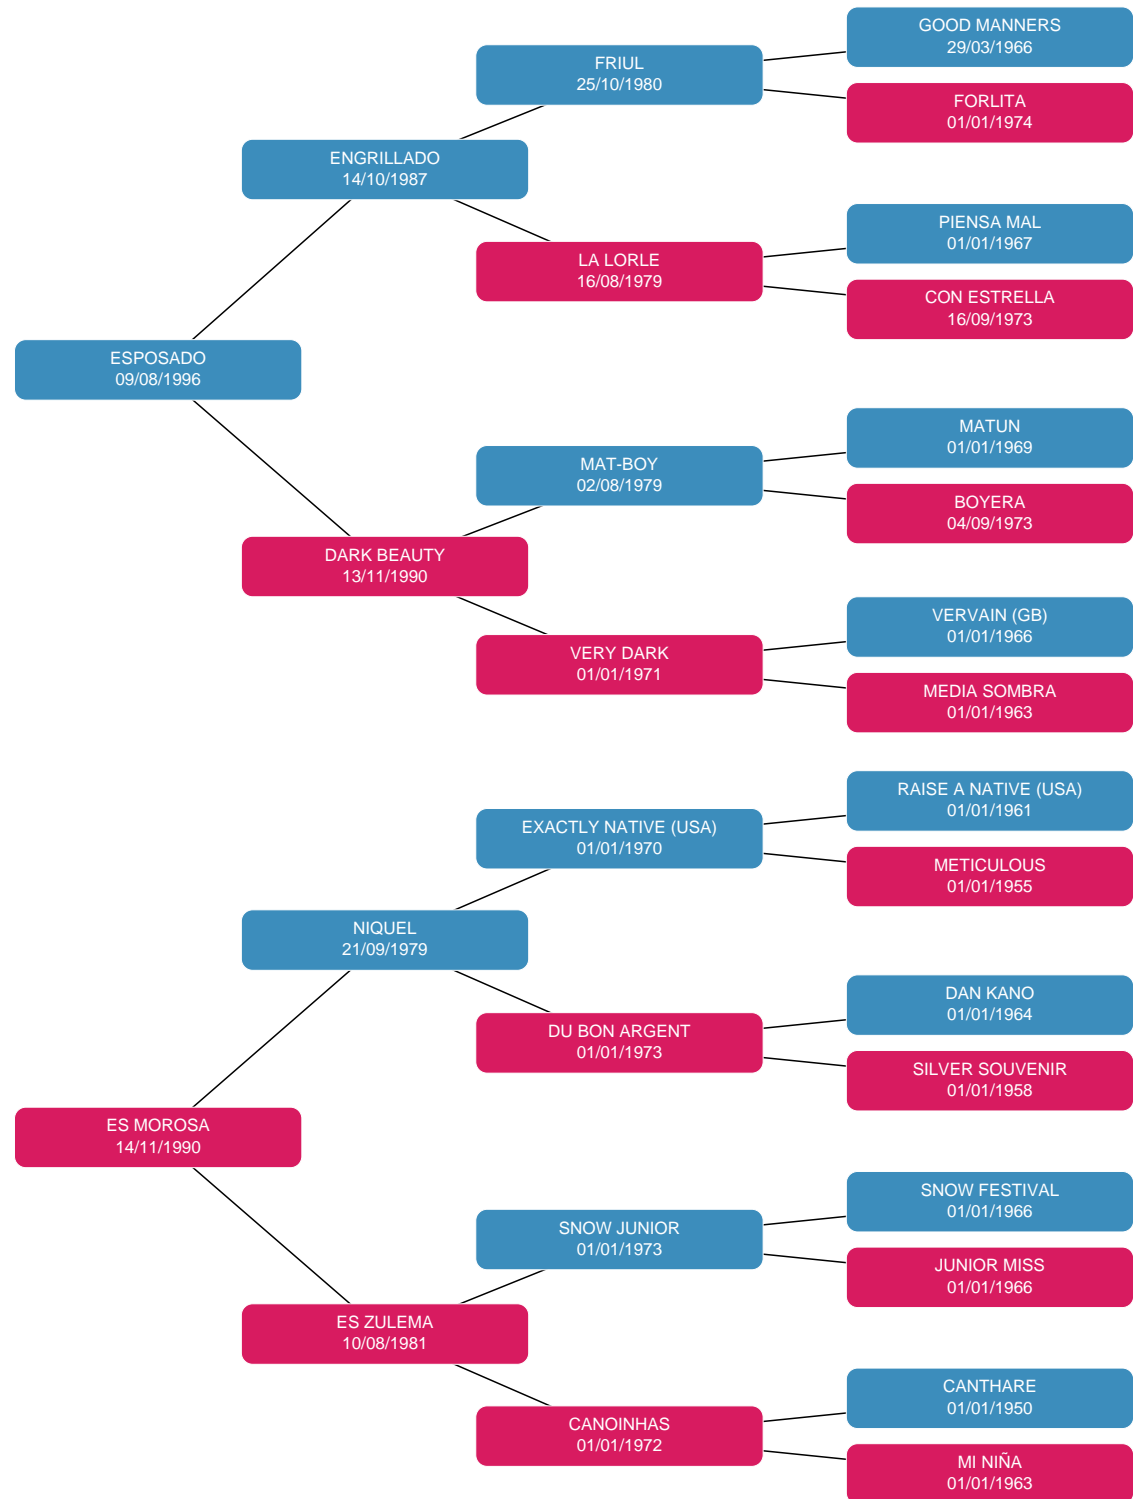 GOOD MANNERS
29/03/1966
FRIUL
25/10/1980
FORLITA
01/01/1974
ENGRILLADO
14/10/1987
PIENSA MAL
01/01/1967
LA LORLE
16/08/1979
CON ESTRELLA
16/09/1973
ESPOSADO
09/08/1996
MATUN
01/01/1969
MAT-BOY
02/08/1979
BOYERA
04/09/1973
DARK BEAUTY
13/11/1990
VERVAIN (GB)
01/01/1966
VERY DARK
01/01/1971
MEDIA SOMBRA
01/01/1963
RAISE A NATIVE (USA)
01/01/1961
EXACTLY NATIVE (USA)
01/01/1970
METICULOUS
01/01/1955
NIQUEL
21/09/1979
DAN KANO
01/01/1964
DU BON ARGENT
01/01/1973
SILVER SOUVENIR
01/01/1958
ES MOROSA
14/11/1990
SNOW FESTIVAL
01/01/1966
SNOW JUNIOR
01/01/1973
JUNIOR MISS
01/01/1966
ES ZULEMA
10/08/1981
CANTHARE
01/01/1950
CANOINHAS
01/01/1972
MI NIÑA
01/01/1963